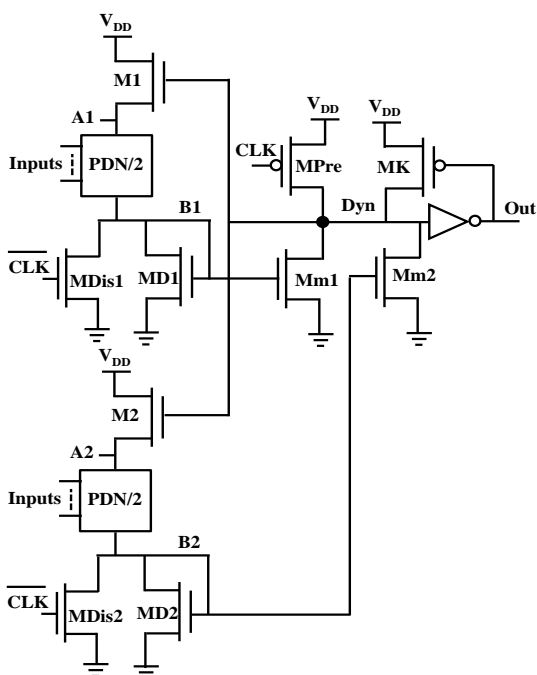 VDD
M1
A1
Inputs
PDN/2
B1
CLK
MDis1
MD1
VDD
CLK
MPre
VDD
MK
Dyn
Out
Mm1
Mm2
VDD
M2
A2
Inputs
PDN/2
B2
CLK
MDis2
MD2